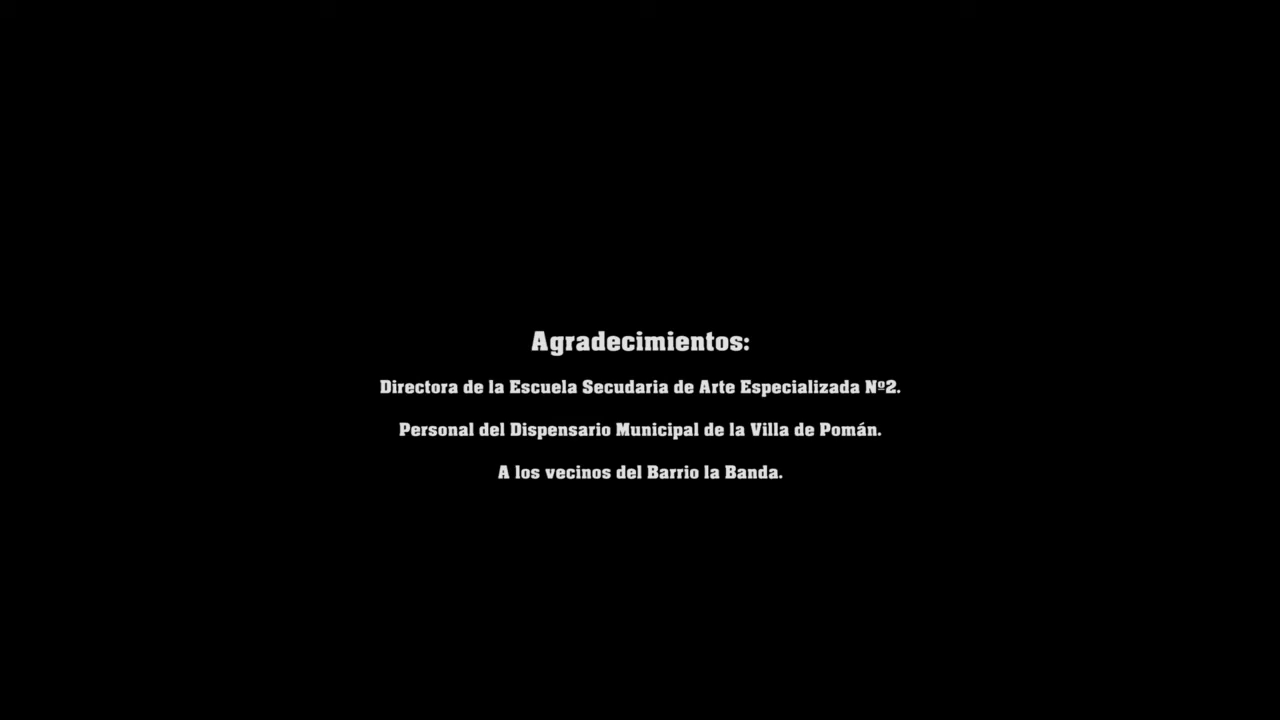 Agradecimientos:
Directora de la Escuela Secudaria de Arte Especializada Nº2.
Personal del Dispensario Municipal de la Villa de Pomán.
A los vecinos del Barrio la Banda.